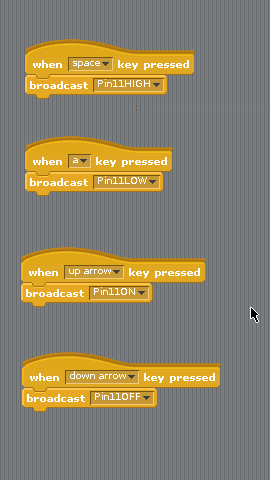 when space key pressed
broadcast Pin11HIGH
when a key pressed
broadcast Pin11LOW
when up arrow key pressed
broadcast Pin11ON
when down arrow key pressed
broadcast Pin11OFF